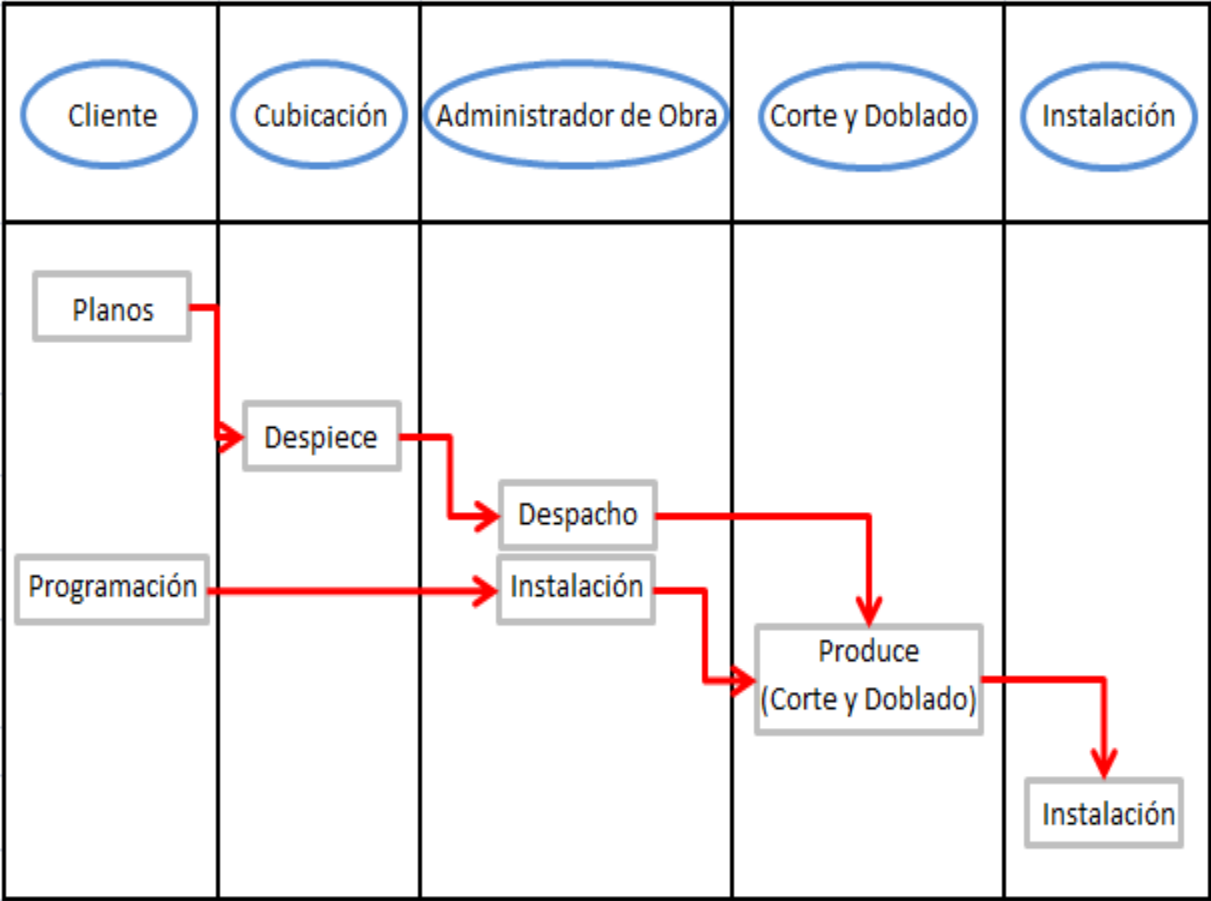 Cliente
Cubicación
Administrador de Obra
Corte y Doblado
Instalación
Planos
Despiece
Despacho
Programación
Instalación
Produce
(Corte y Doblado)
Instalación